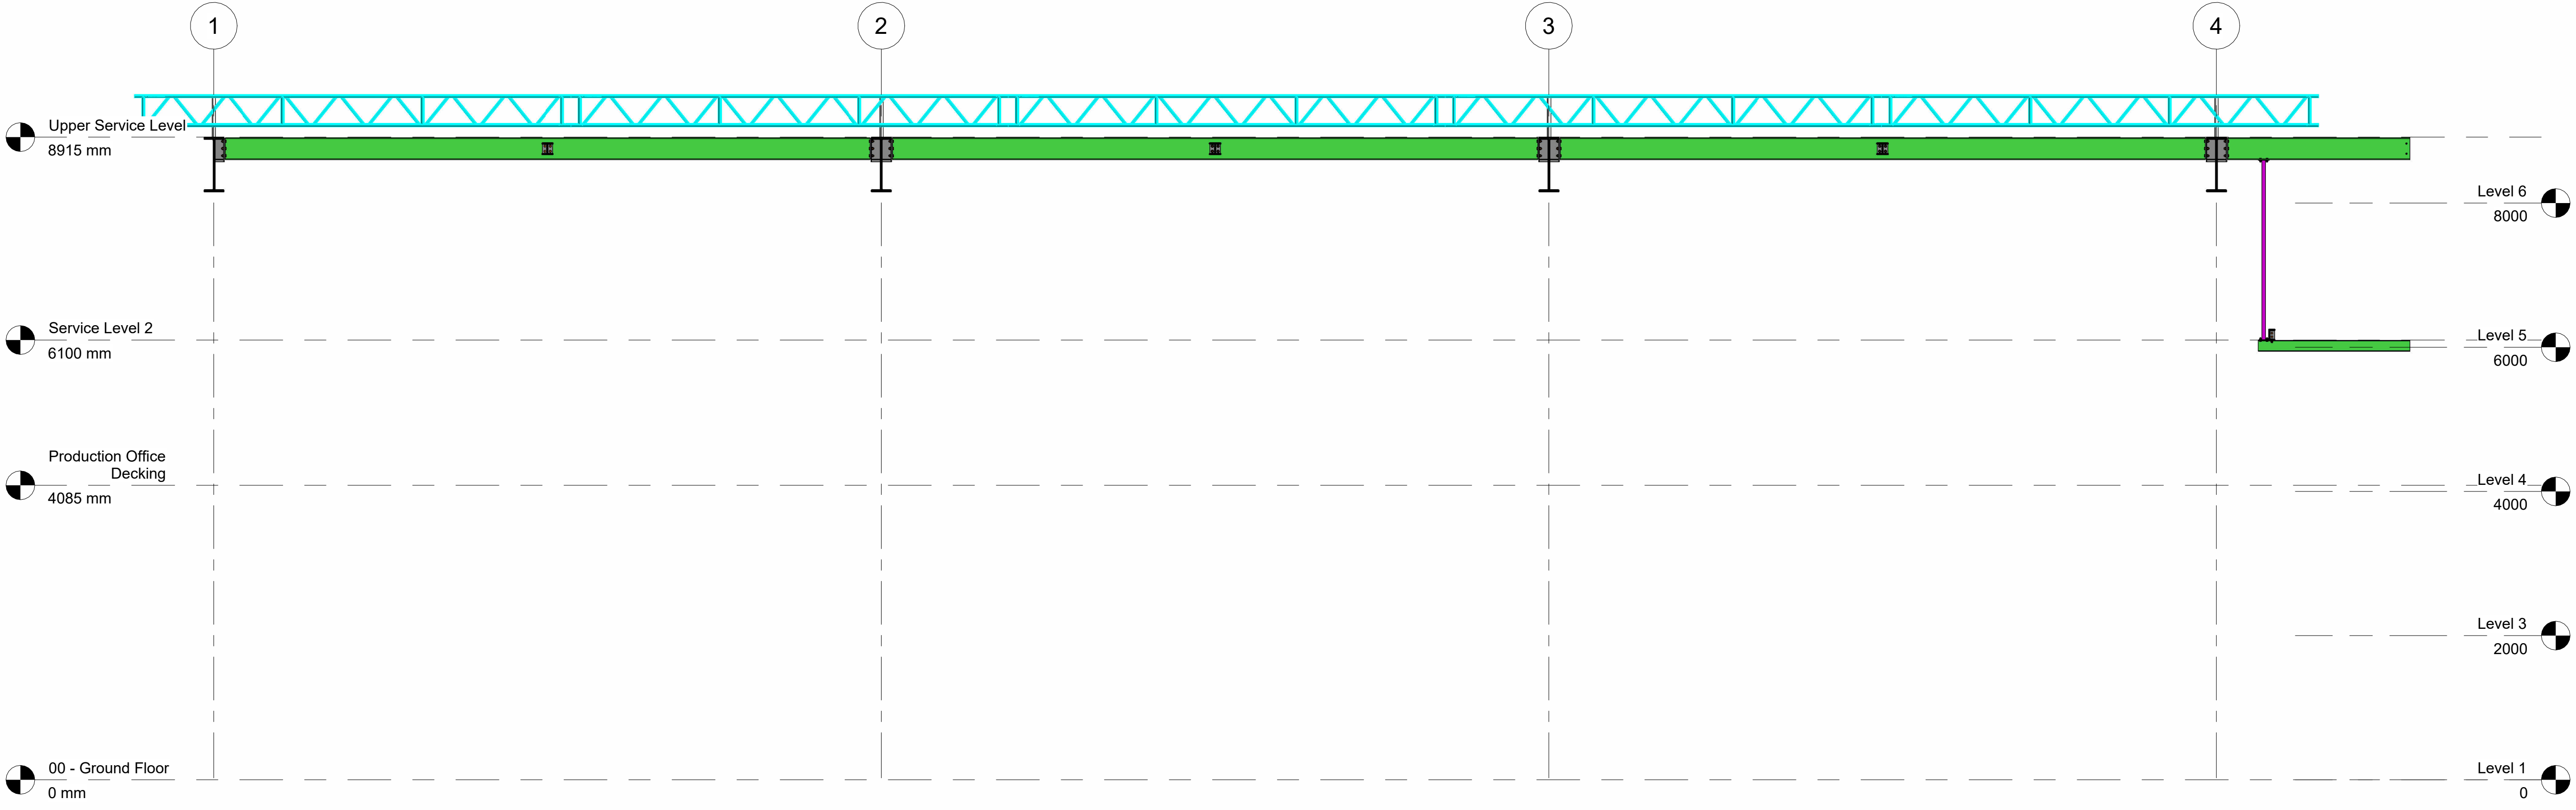 1
2
3
4
Upper Service Level
8915 mm
Level 6
8000
Service Level 2
6100 mm
Level 5
6000
Production Office
Decking
4085 mm
Level 4
4000
Level 3
2000
00 - Ground Floor
0 mm
Level 1
0